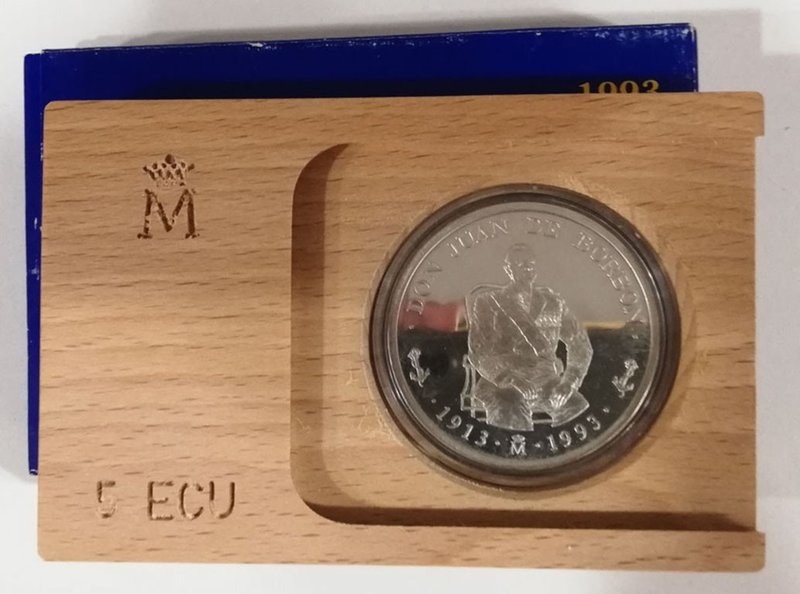 1993
M
DON JUAN DE BORBON
1913 · M · 1993
5 ECU